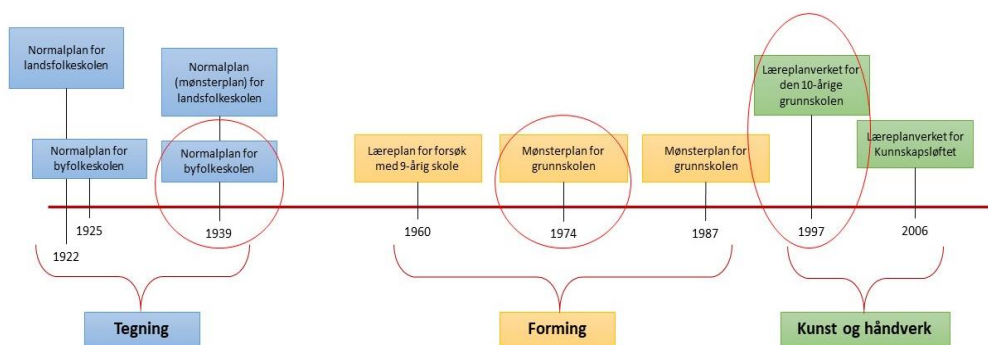 Normalplan for
landsfolkeskolen
Normalplan for
byfolkeskolen
Normalplan
(mønsterplan) for
landsfolkeskolen
Normalplan for
byfolkeskolen
Læreplan for forsøk
med 9-årig skole
Mønsterplan for
grunnskolen
Mønsterplan for
grunnskolen
Læreplanverket for
den 10-årige
grunnskolen
Læreplanverket for
Kunnskapsløftet
1922
1925
1939
1960
1974
1987
1997
2006
Tegning
Forming
Kunst og håndverk